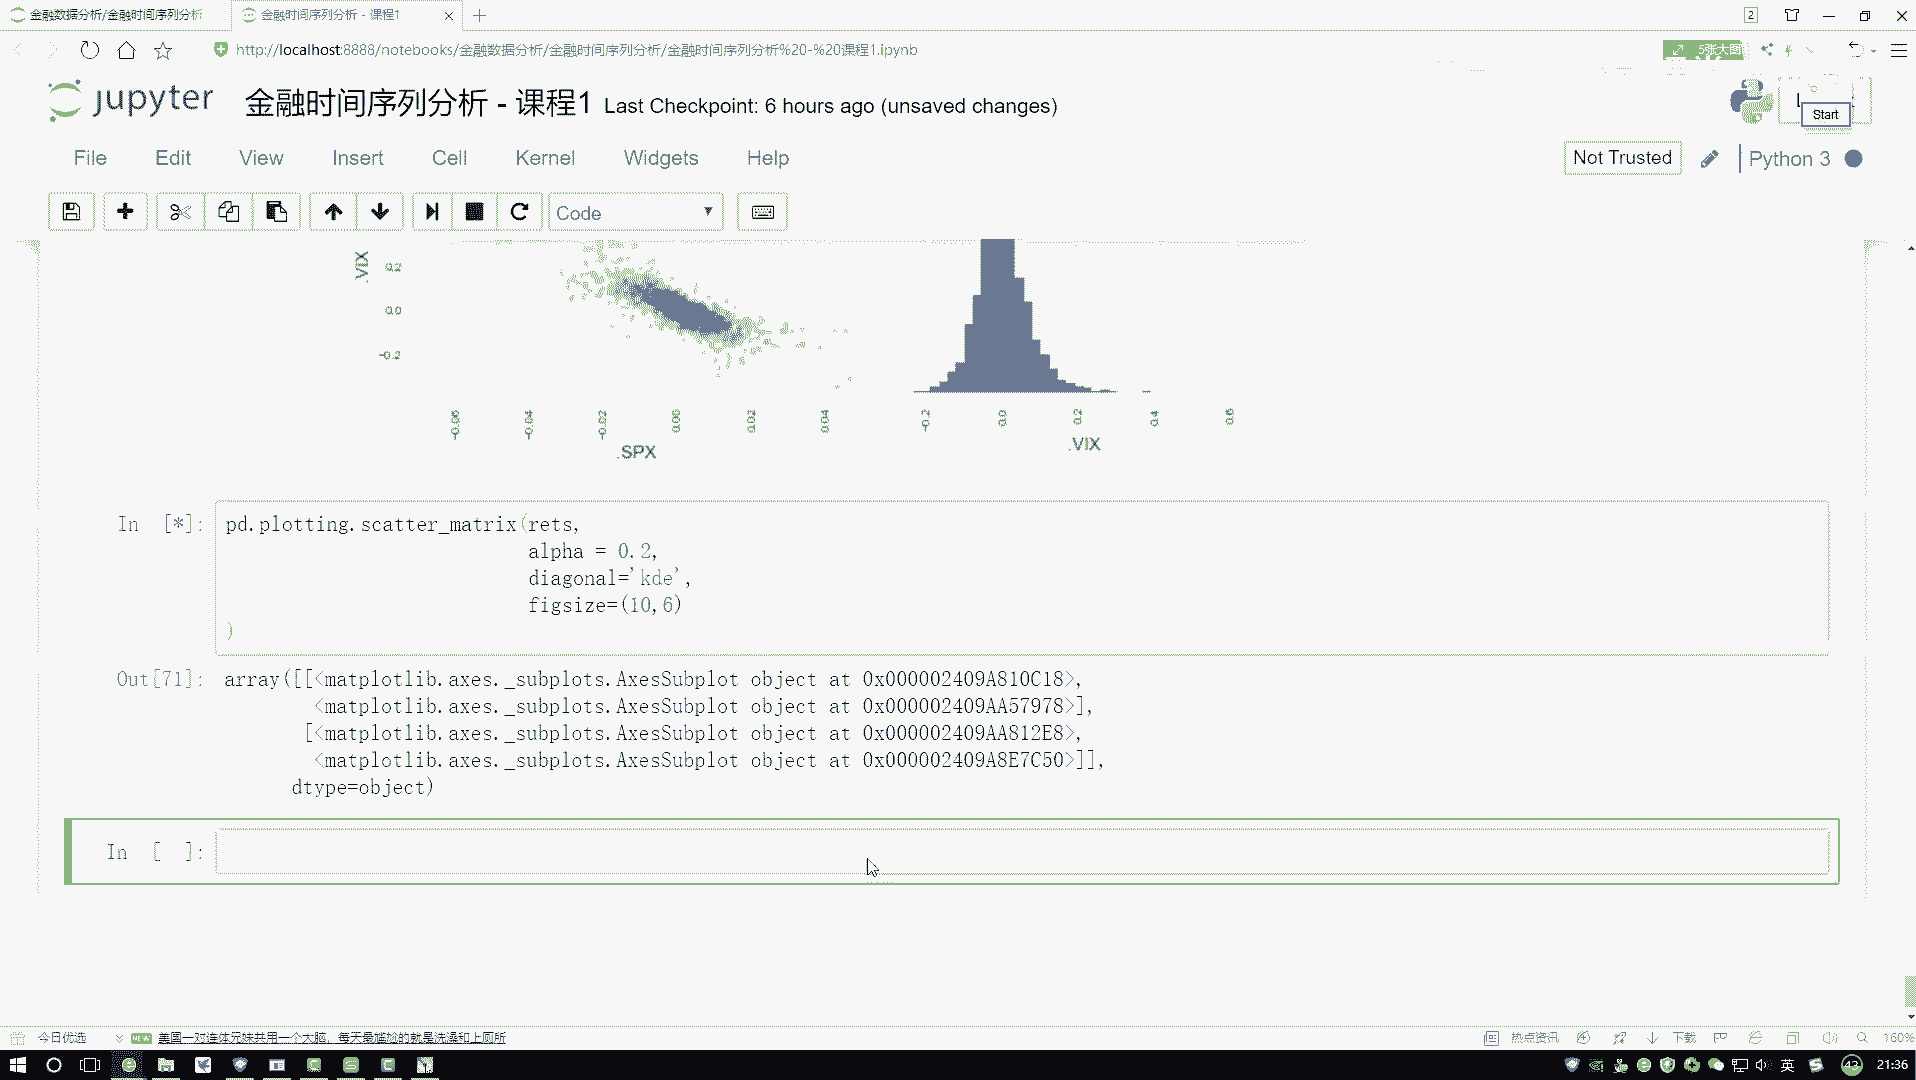 金融数据分析/金融时间序列分析
金融时间序列分析 - 课程1
2
http://localhost:8888/notebooks/金融数据分析/金融时间序列分析/金融时间序列分析%20-%20课程1.ipynb
5张大图
jupyter 金融时间序列分析 - 课程1 Last Checkpoint: 6 hours ago (unsaved changes)
Start
File Edit View Insert Cell Kernel Widgets Help
Not Trusted
Python 3
Code
.VIX
0.2
0.0
-0.2
-0.06 -0.04 -0.02 0.00 0.02 0.04
.SPX
-0.2 0.0 0.2 0.4 0.6
.VIX
In [*]: pd.plotting.scatter_matrix(rets,
alpha = 0.2,
diagonal='kde',
figsize=(10,6)
)
Out[71]: array([[<matplotlib.axes._subplots.AxesSubplot object at 0x000002409A810C18>,
<matplotlib.axes._subplots.AxesSubplot object at 0x000002409AA57978>],
[<matplotlib.axes._subplots.AxesSubplot object at 0x000002409AA812E8>,
<matplotlib.axes._subplots.AxesSubplot object at 0x000002409A8E7C50>]],
dtype=object)
In [ ]:
今日优选
NEW
美国一对连体兄妹共用一个大脑，每天最尴尬的就是洗澡和上厕所
热点资讯
下载
160%
英
43
21:36